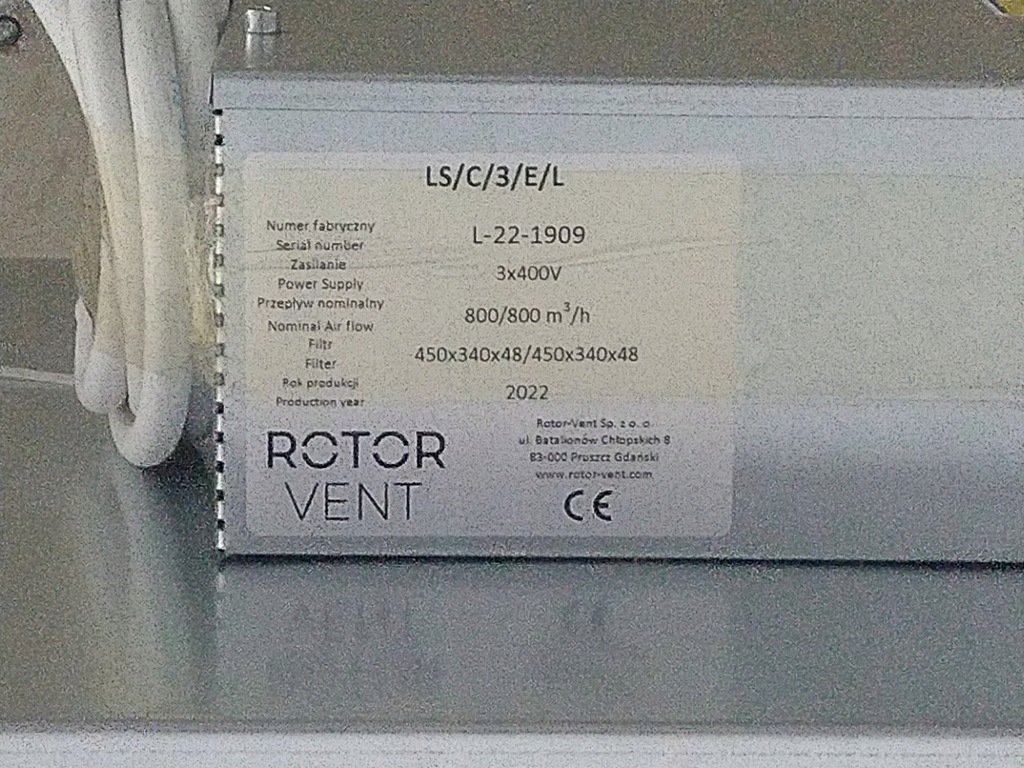 LS/C/3/E/L
Numer fabryczny
Serial number
L-22-1909
Zasilanie
Power Supply
3x400V
Przepływ nominalny
Nominal Air flow
800/800 m³/h
Filtr
Filter
450x340x48/450x340x48
Rok produkcji
Production year
2022
ROTOR
VENT
Rotor-Vent Sp. z o. o.
ul. Batalionów Chłopskich 8
83-000 Pruszcz Gdański
www.rotor-vent.com
CE